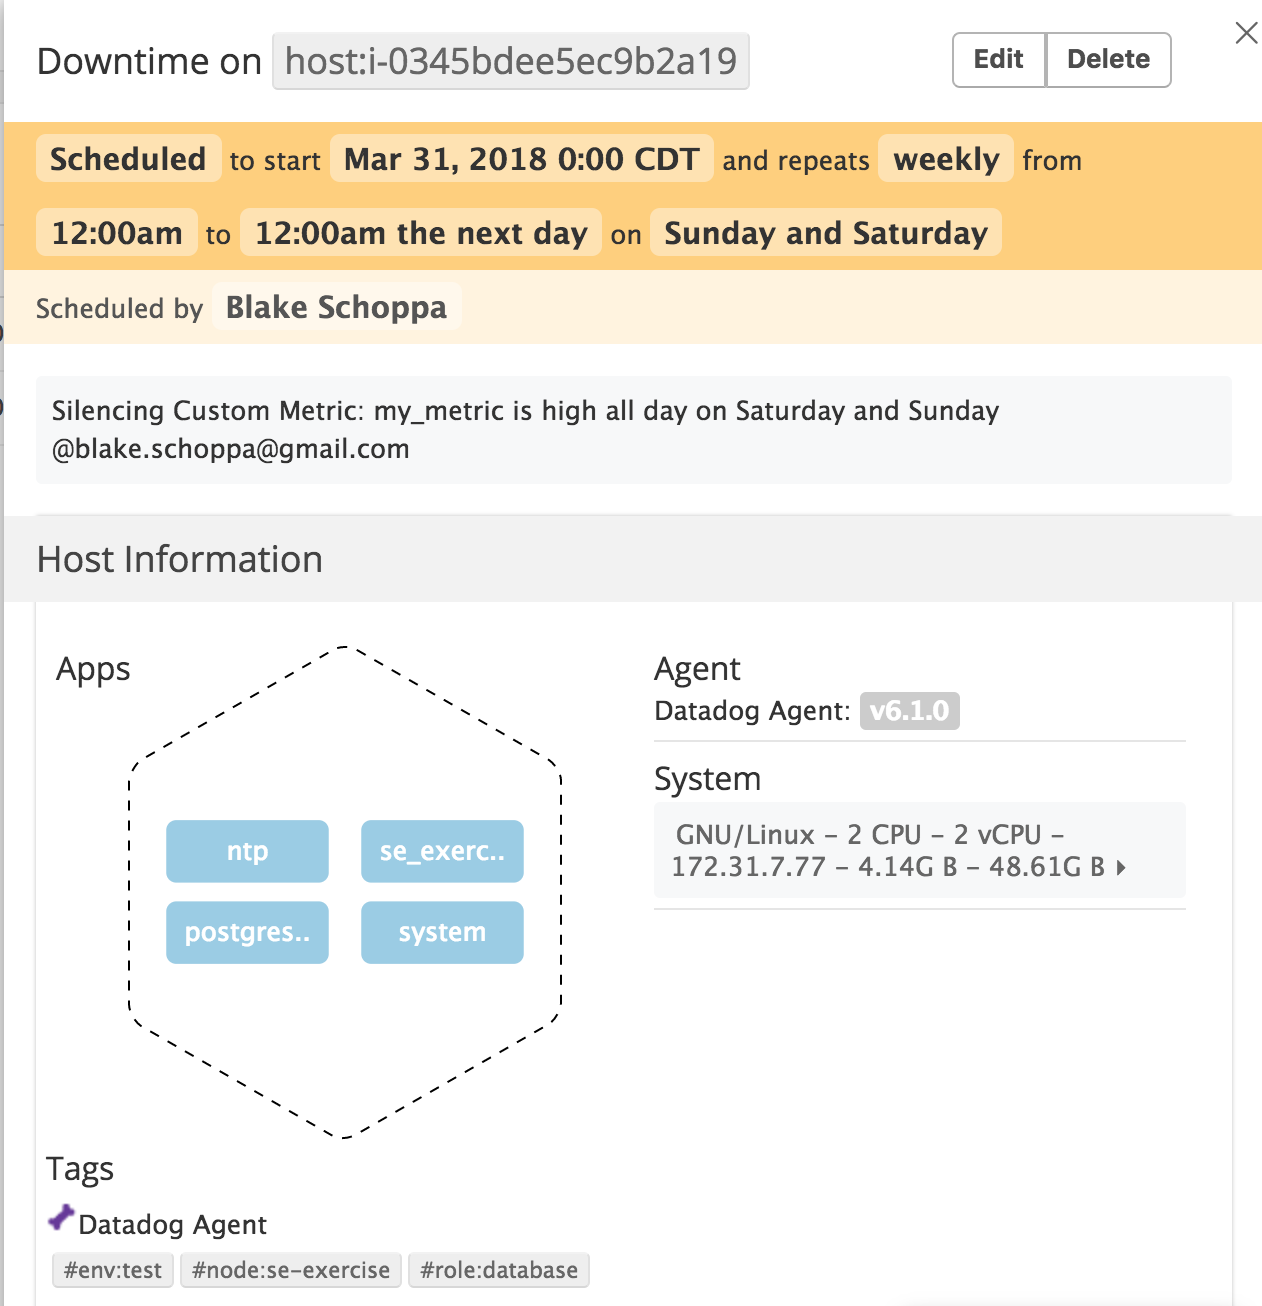 Downtime on host:i-0345bdee5ec9b2a19
Edit Delete
Scheduled to start Mar 31, 2018 0:00 CDT and repeats weekly from
12:00am to 12:00am the next day on Sunday and Saturday
Scheduled by Blake Schoppa
Silencing Custom Metric: my_metric is high all day on Saturday and Sunday
@blake.schoppa@gmail.com
Host Information
Apps
ntp se_exerc..
postgres.. system
Agent
Datadog Agent: v6.1.0
System
GNU/Linux – 2 CPU – 2 vCPU –
172.31.7.77 – 4.14G B – 48.61G B
Tags
Datadog Agent
#env:test #node:se-exercise #role:database